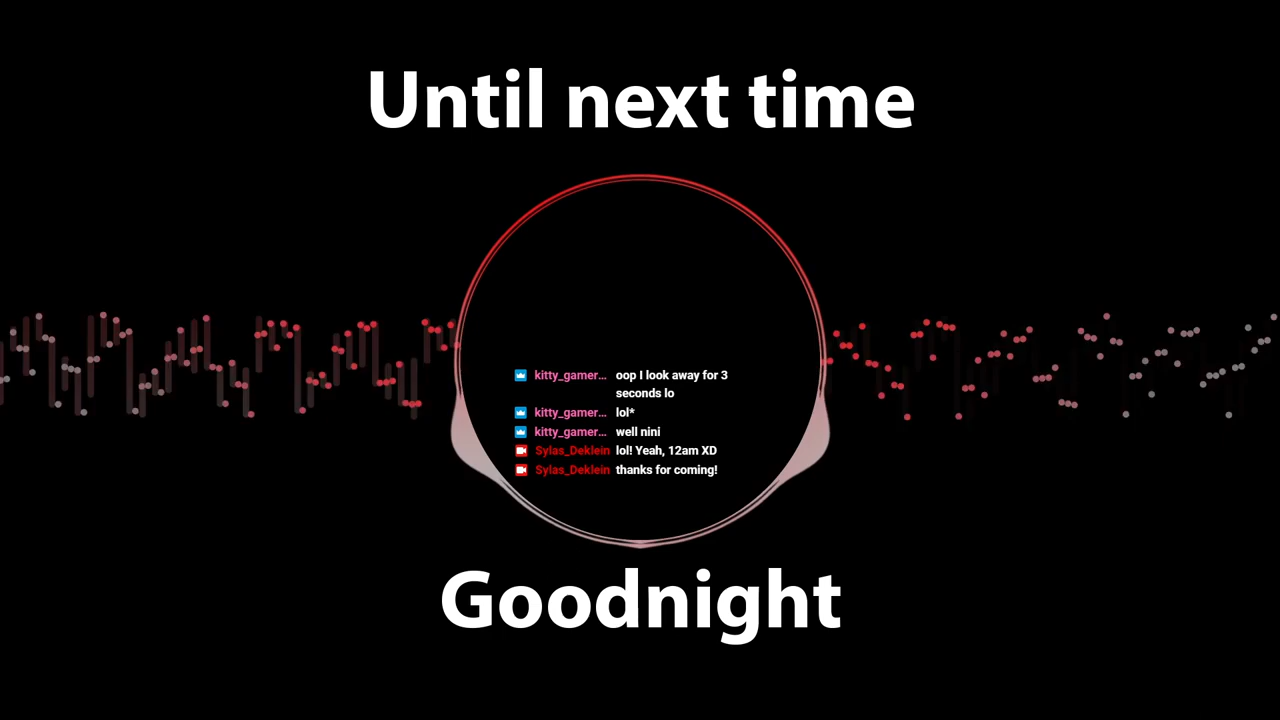 Until next time
kitty_gamer... oop I look away for 3
seconds lo
kitty_gamer... lol*
kitty_gamer... well nini
Sylas_Deklein lol! Yeah, 12am XD
Sylas_Deklein thanks for coming!
Goodnight